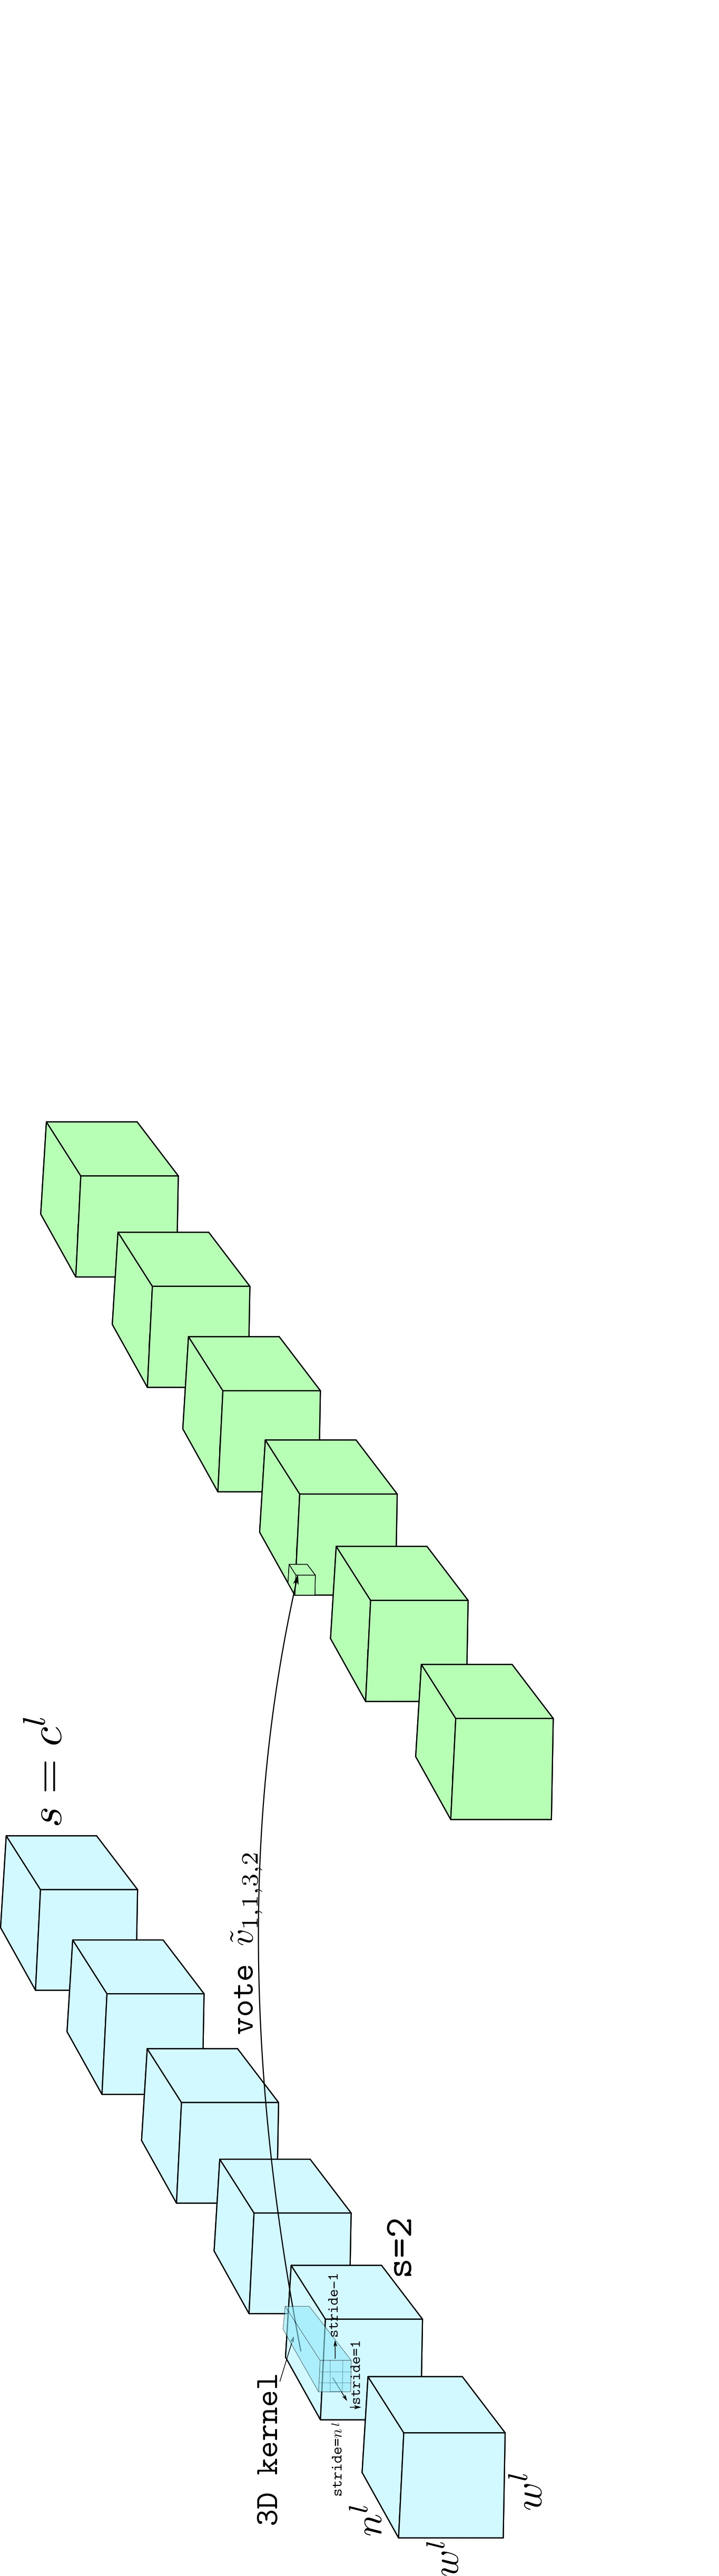 s = c^l
vote ṽ_{1,1,3,2}
s=2
3D kernel
stride-1
stride=1
stride=n^l
n^l
w^l
w^l